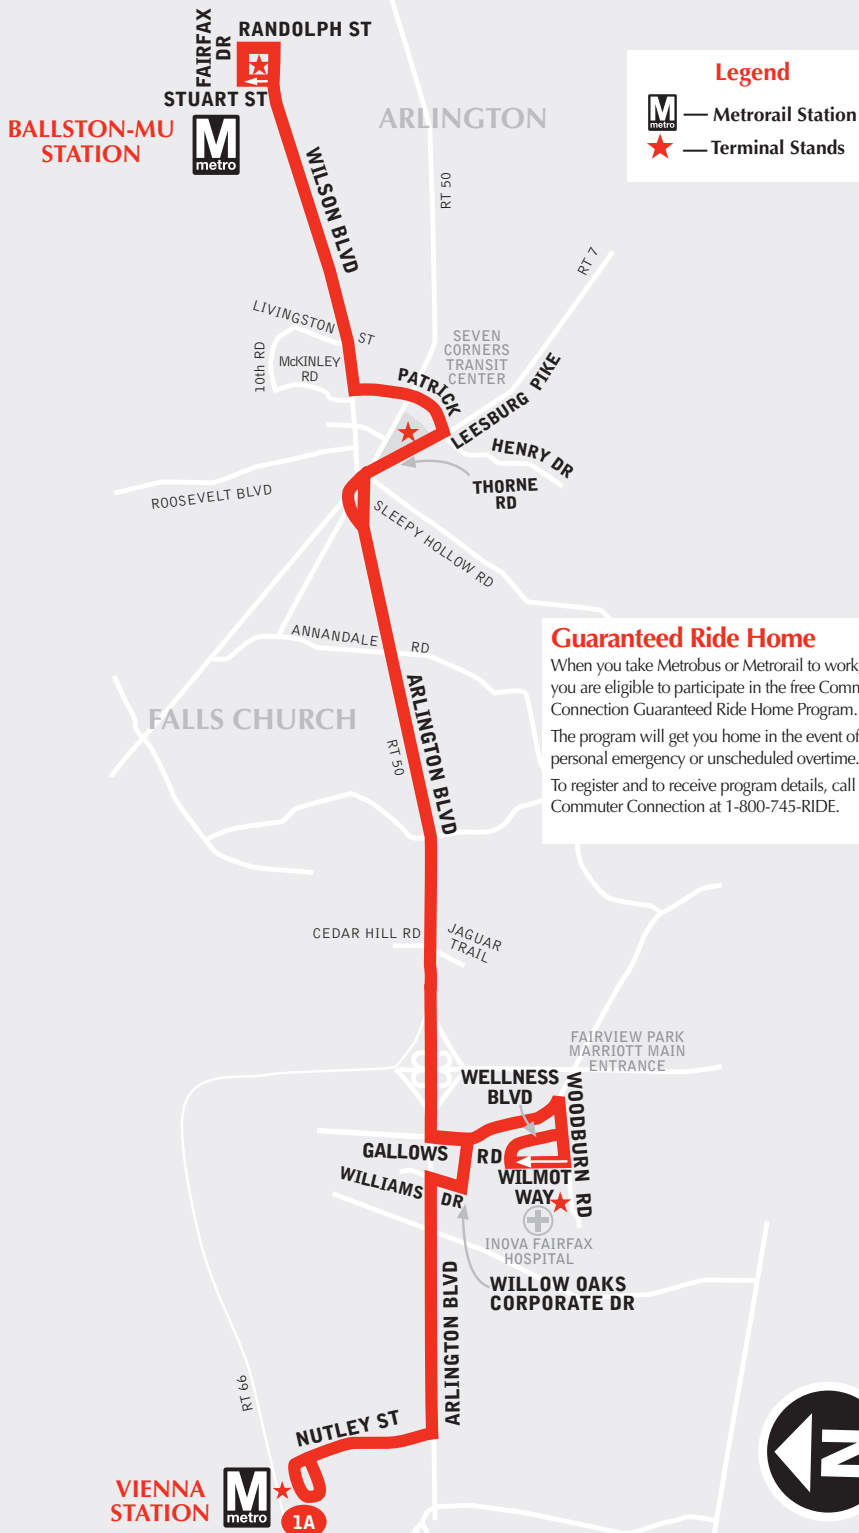 FAIRFAX
DR
RANDOLPH ST
STUART ST
BALLSTON-MU
STATION
M
metro
ARLINGTON
Legend
M
metro
— Metrorail Station
— Terminal Stands
WILSON BLVD
RT 50
RT 7
LIVINGSTON ST
10th RD
McKINLEY
RD
SEVEN
CORNERS
TRANSIT
CENTER
PATRICK
HENRY DR
LEESBURG PIKE
THORNE
RD
ROOSEVELT BLVD
SLEEPY HOLLOW RD
ANNANDALE RD
Guaranteed Ride Home
When you take Metrobus or Metrorail to work,
you are eligible to participate in the free Comm
Connection Guaranteed Ride Home Program.
The program will get you home in the event of
personal emergency or unscheduled overtime.
To register and to receive program details, call
Commuter Connection at 1-800-745-RIDE.
FALLS CHURCH
RT 50
ARLINGTON BLVD
CEDAR HILL RD
JAGUAR
TRAIL
FAIRVIEW PARK
MARRIOTT MAIN
ENTRANCE
WELLNESS
BLVD
WOODBURN RD
GALLOWS RD
WILLIAMS DR
WILMOT
WAY
INOVA FAIRFAX
HOSPITAL
WILLOW OAKS
CORPORATE DR
ARLINGTON BLVD
RT 66
NUTLEY ST
VIENNA
STATION
M
metro
1A
N